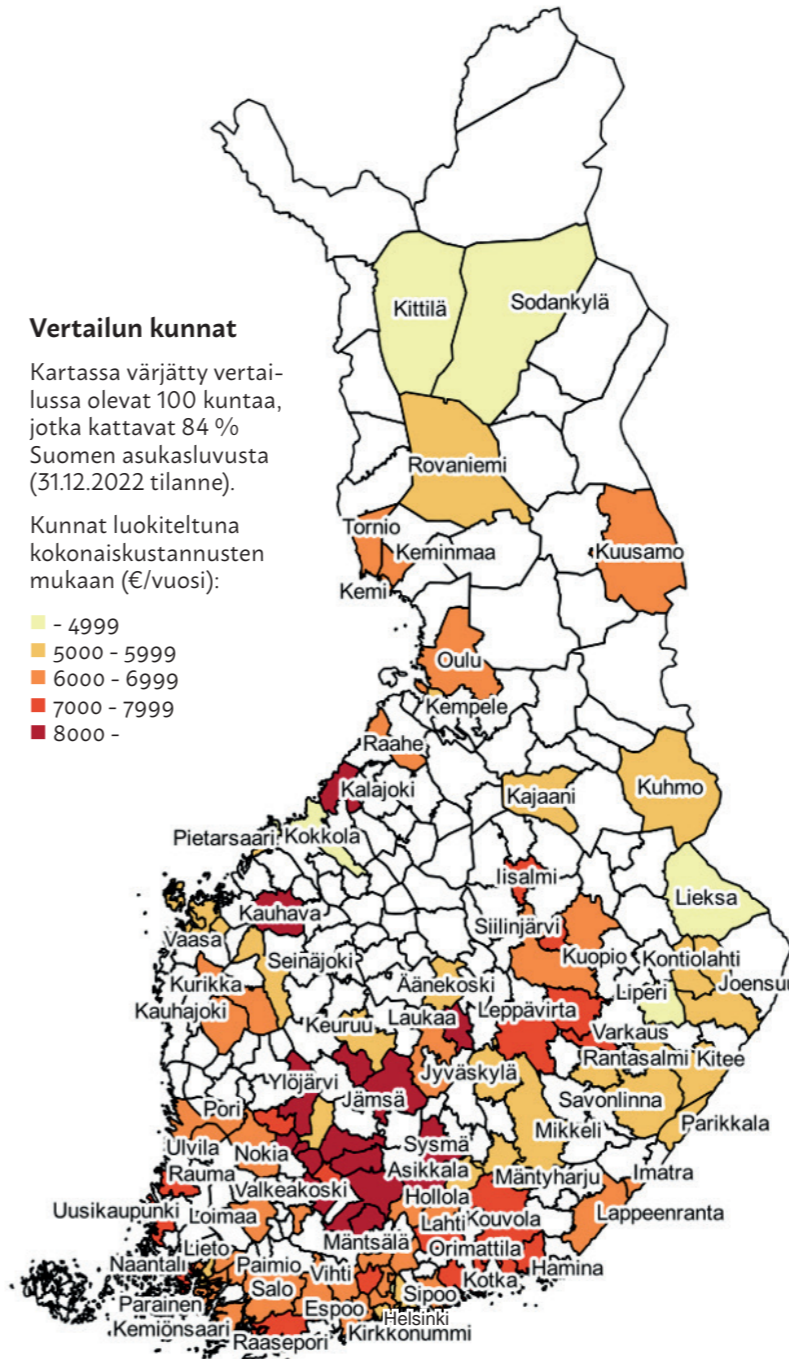 Vertailun kunnat
Kartassa värjätty vertai-
lussa olevat 100 kuntaa,
jotka kattavat 84 %
Suomen asukasluvusta
(31.12.2022 tilanne).
Kunnat luokiteltuna
kokonaiskustannusten
mukaan (€/vuosi):
- 4999
5000 - 5999
6000 - 6999
7000 - 7999
8000 -
Kittilä
Sodankylä
Rovaniemi
Tornio
Keminmaa
Kuusamo
Kemi
Oulu
Kempele
Raahe
Kalajoki
Kajaani
Kuhmo
Pietarsaari
Kokkola
Iisalmi
Lieksa
Kauhava
Siilinjärvi
Vaasa
Seinäjoki
Kuopio
Kontiolahti
Kurikka
Äänekoski
Joensuu
Kauhajoki
Laukaa
Leppävirta
Liperi
Keuruu
Varkaus
Ylöjärvi
Jyväskylä
Rantasalmi
Kitee
Jämsä
Savonlinna
Pori
Mikkeli
Parikkala
Ulvila
Nokia
Sysmä
Rauma
Asikkala
Mäntyharju
Imatra
Valkeakoski
Hollola
Uusikaupunki
Loimaa
Lahti
Kouvola
Lappeenranta
Lieto
Mäntsälä
Orimattila
Naantali
Paimio
Vihti
Hamina
Salo
Sipoo
Kotka
Parainen
Espoo
Helsinki
Kemiönsaari
Kirkkonummi
Raasepori